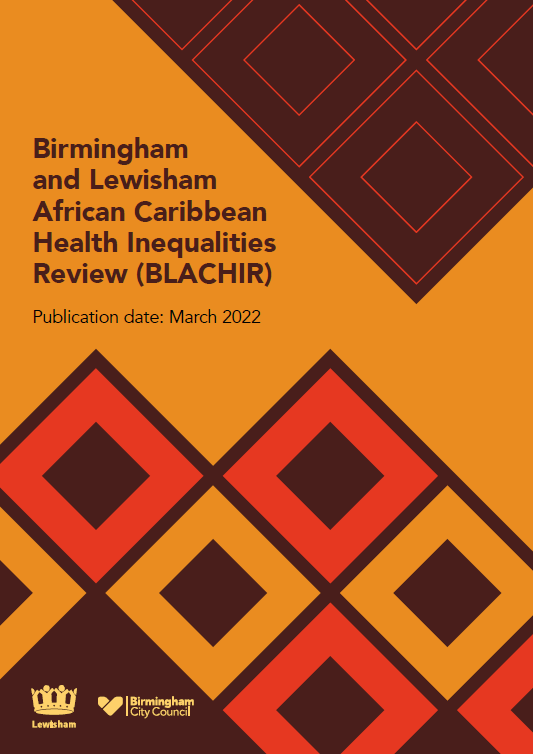 Birmingham
and Lewisham
African Caribbean
Health Inequalities
Review (BLACHIR)
Publication date: March 2022
Lewisham
Birmingham
City Council